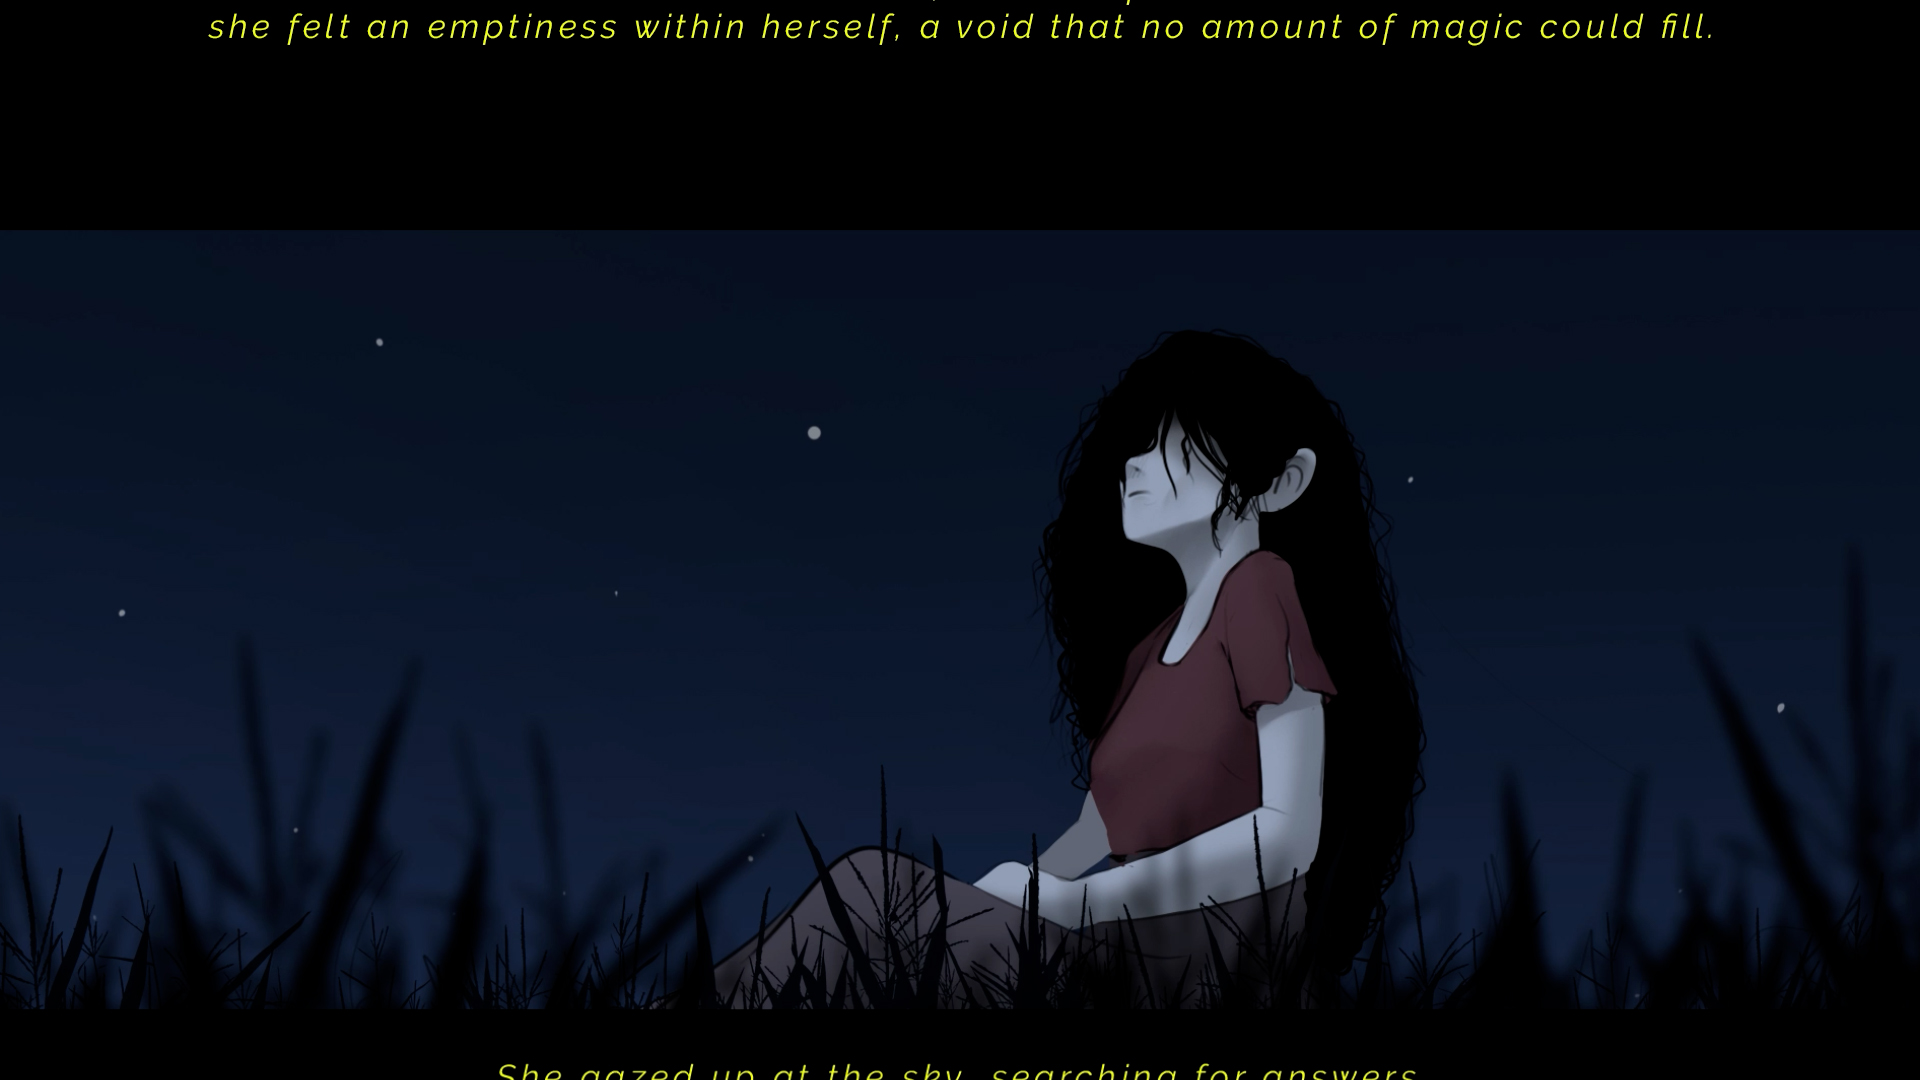 she felt an emptiness within herself, a void that no amount of magic could fill.
She gazed up at the sky, searching for answers